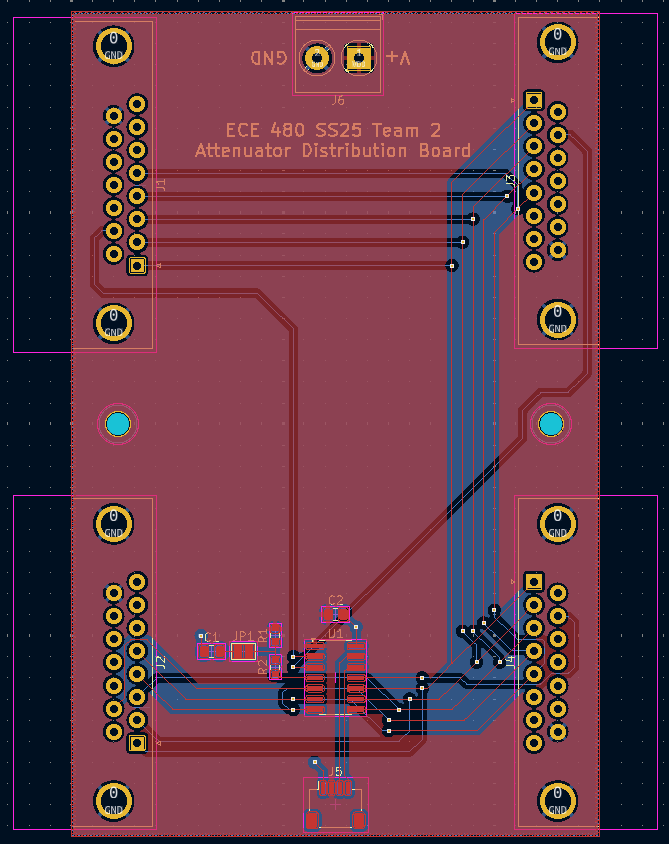 0
GND
0
GND
GND V+
J6
ECE 480 SS25 Team 2
Attenuator Distribution Board
J1
J3
0
GND
0
GND
0
GND
0
GND
C2
C1 JP1 R1 U1
R2
J2
J4
J5
0
GND
0
GND